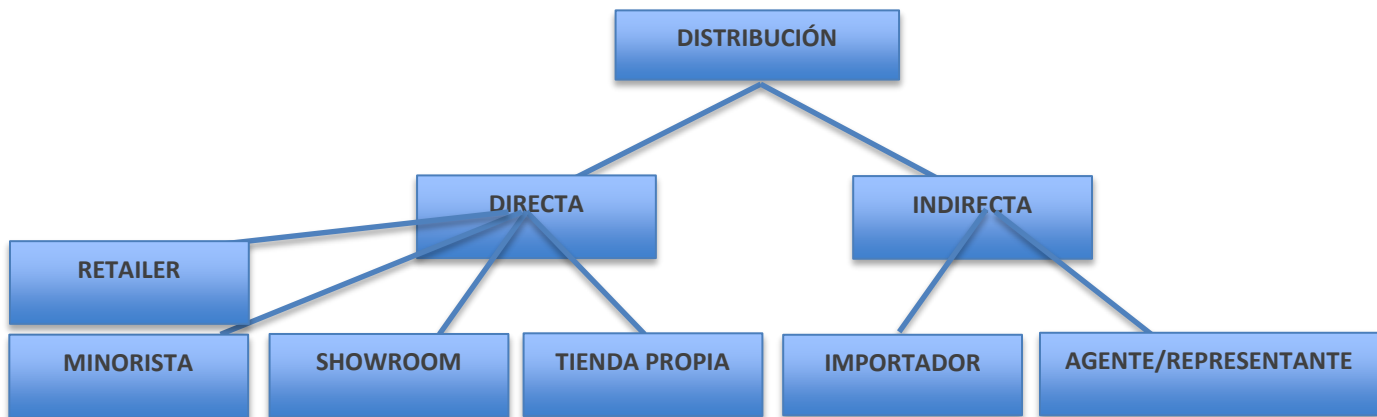 DISTRIBUCIÓN
DIRECTA
INDIRECTA
RETAILER
MINORISTA
SHOWROOM
TIENDA PROPIA
IMPORTADOR
AGENTE/REPRESENTANTE